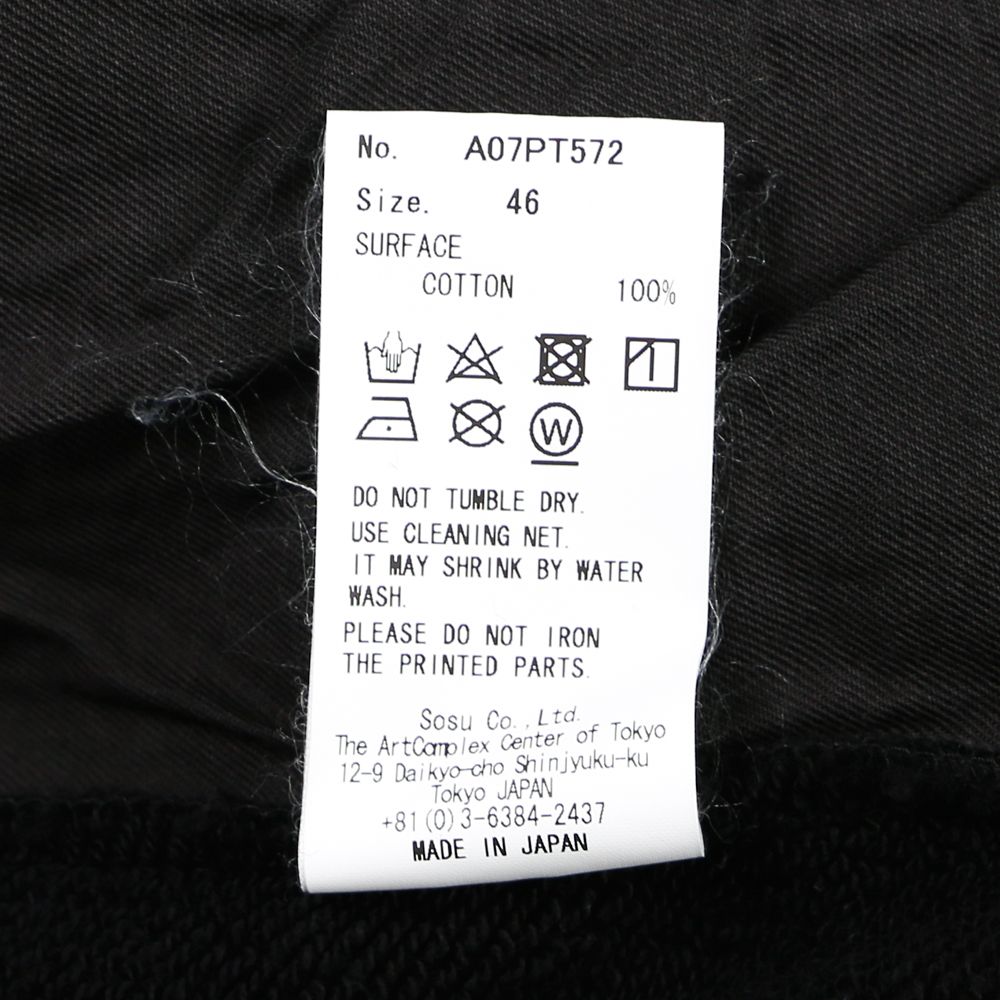 No. A07PT572
Size. 46
SURFACE
COTTON 100%
W
DO NOT TUMBLE DRY.
USE CLEANING NET.
IT MAY SHRINK BY WATER
WASH.
PLEASE DO NOT IRON
THE PRINTED PARTS.
Sosu Co.,Ltd.
The ArtComplex Center of Tokyo
12-9 Daikyo-cho Shinjyuku-ku
Tokyo JAPAN
+81(0)3-6384-2437
MADE IN JAPAN